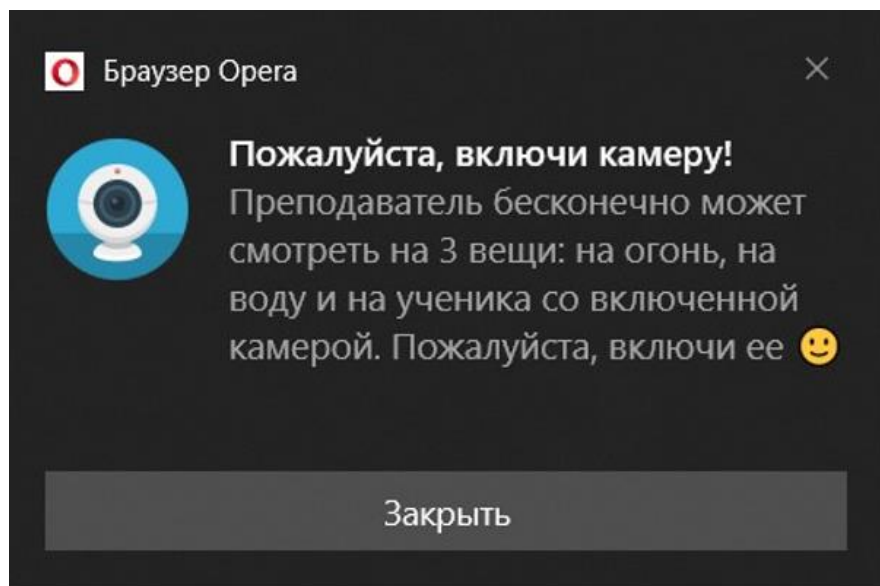 Браузер Opera
Пожалуйста, включи камеру!
Преподаватель бесконечно может
смотреть на 3 вещи: на огонь, на
воду и на ученика со включенной
камерой. Пожалуйста, включи ее 🙂
Закрыть